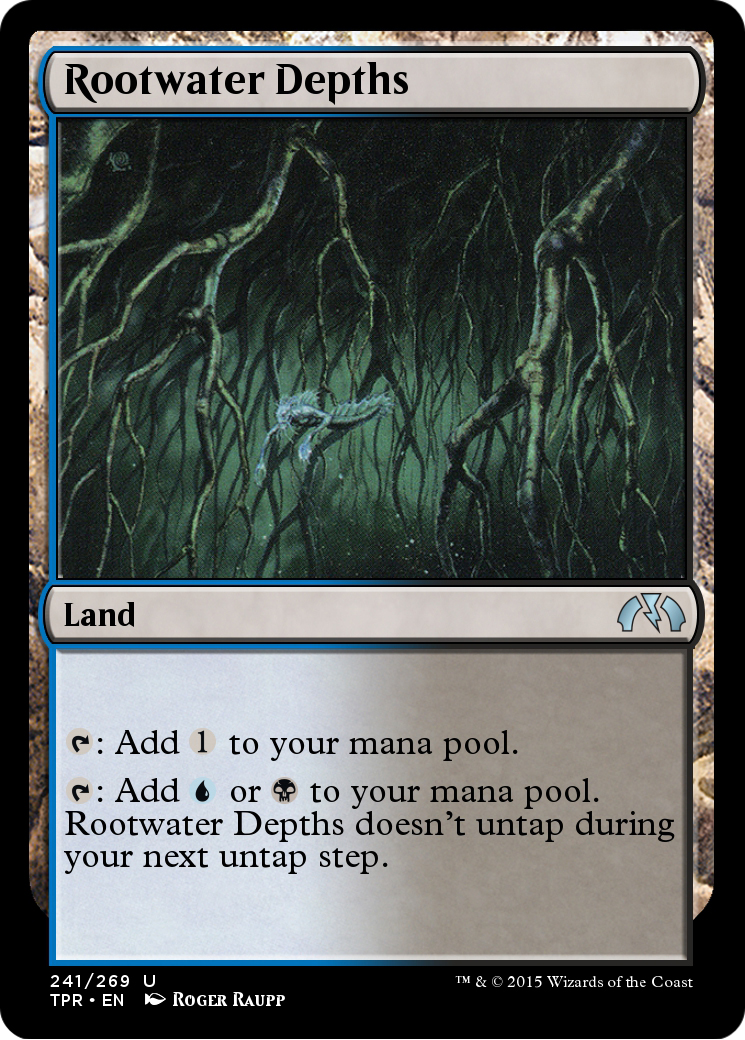 Rootwater Depths
Land
: Add 1 to your mana pool.
: Add or to your mana pool.
Rootwater Depths doesn't untap during
your next untap step.
241/269 U
TPR • EN Roger Raupp
™ & © 2015 Wizards of the Coast